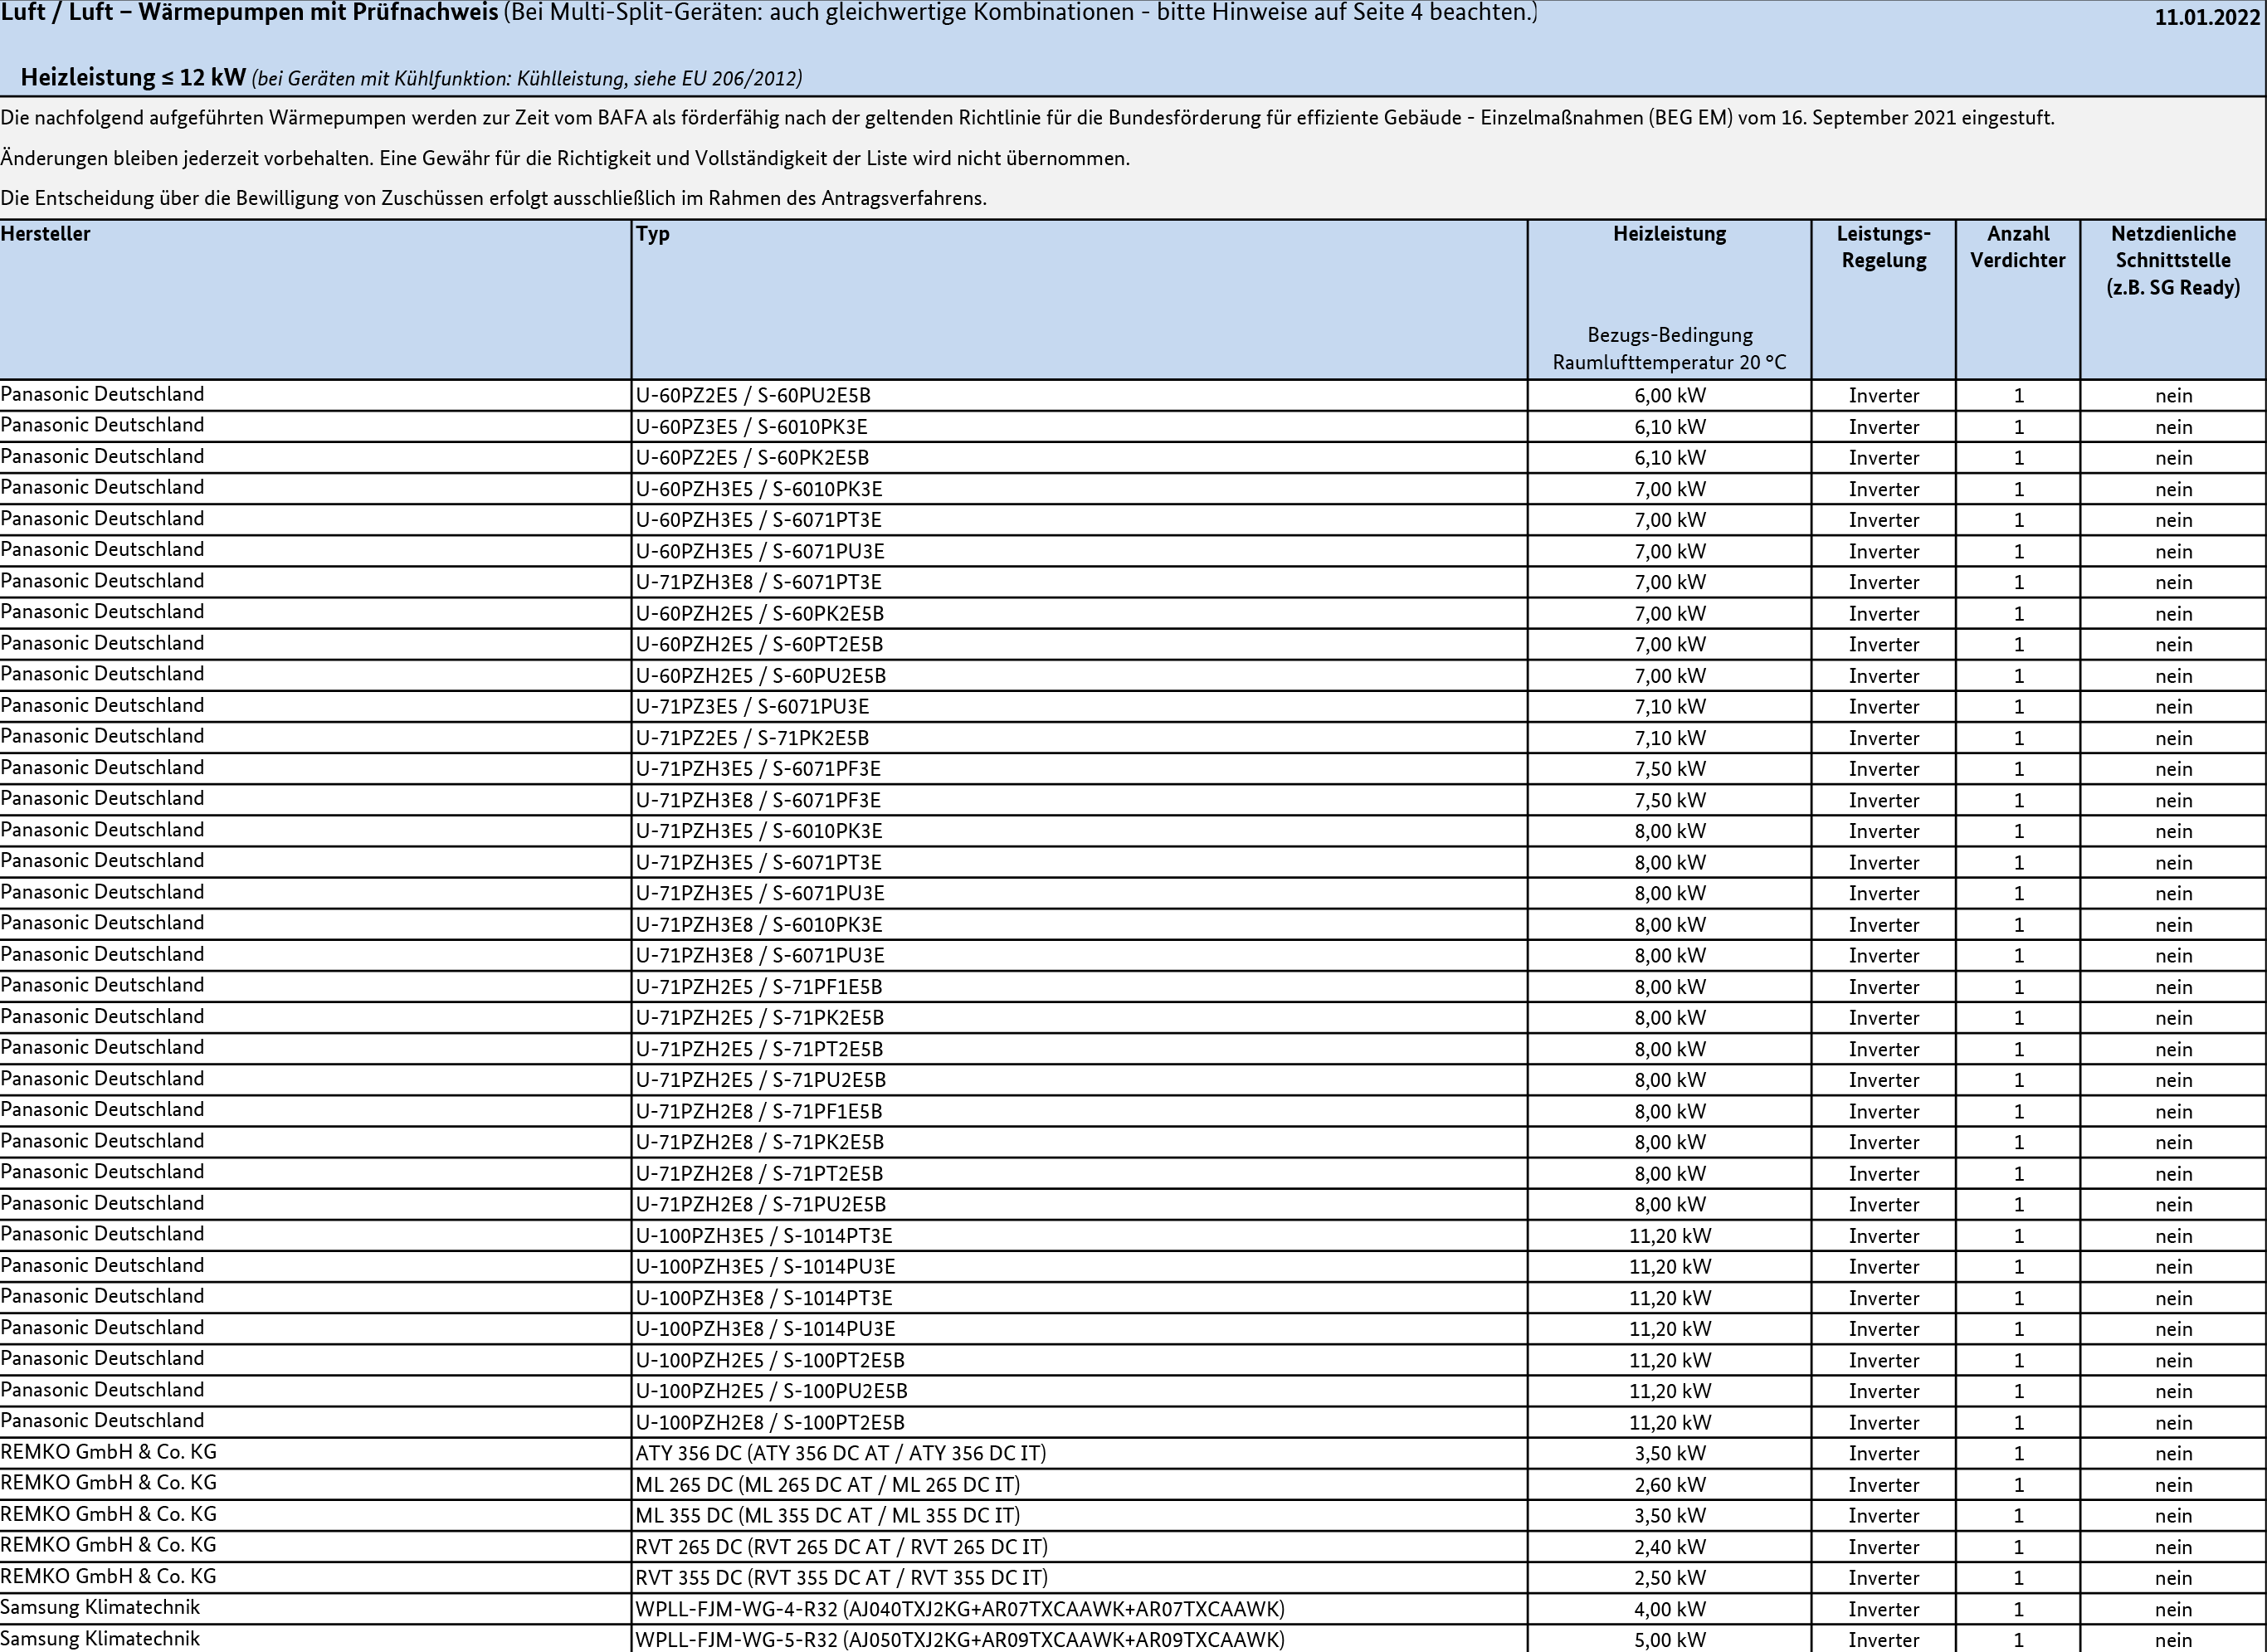 Luft / Luft – Wärmepumpen mit Prüfnachweis (Bei Multi-Split-Geräten: auch gleichwertige Kombinationen - bitte Hinweise auf Seite 4 beachten.) 11.01.2022
Heizleistung ≤ 12 kW (bei Geräten mit Kühlfunktion: Kühlleistung, siehe EU 206/2012)
Die nachfolgend aufgeführten Wärmepumpen werden zur Zeit vom BAFA als förderfähig nach der geltenden Richtlinie für die Bundesförderung für effiziente Gebäude - Einzelmaßnahmen (BEG EM) vom 16. September 2021 eingestuft.
Änderungen bleiben jederzeit vorbehalten. Eine Gewähr für die Richtigkeit und Vollständigkeit der Liste wird nicht übernommen.
Die Entscheidung über die Bewilligung von Zuschüssen erfolgt ausschließlich im Rahmen des Antragsverfahrens.
Hersteller Typ Heizleistung Leistungs- Anzahl Netzdienliche
Regelung Verdichter Schnittstelle
(z.B. SG Ready)
Bezugs-Bedingung
Raumlufttemperatur 20 °C
Panasonic Deutschland U-60PZ2E5 / S-60PU2E5B 6,00 kW Inverter 1 nein
Panasonic Deutschland U-60PZ3E5 / S-6010PK3E 6,10 kW Inverter 1 nein
Panasonic Deutschland U-60PZ2E5 / S-60PK2E5B 6,10 kW Inverter 1 nein
Panasonic Deutschland U-60PZH3E5 / S-6010PK3E 7,00 kW Inverter 1 nein
Panasonic Deutschland U-60PZH3E5 / S-6071PT3E 7,00 kW Inverter 1 nein
Panasonic Deutschland U-60PZH3E5 / S-6071PU3E 7,00 kW Inverter 1 nein
Panasonic Deutschland U-71PZH3E8 / S-6071PT3E 7,00 kW Inverter 1 nein
Panasonic Deutschland U-60PZH2E5 / S-60PK2E5B 7,00 kW Inverter 1 nein
Panasonic Deutschland U-60PZH2E5 / S-60PT2E5B 7,00 kW Inverter 1 nein
Panasonic Deutschland U-60PZH2E5 / S-60PU2E5B 7,00 kW Inverter 1 nein
Panasonic Deutschland U-71PZ3E5 / S-6071PU3E 7,10 kW Inverter 1 nein
Panasonic Deutschland U-71PZ2E5 / S-71PK2E5B 7,10 kW Inverter 1 nein
Panasonic Deutschland U-71PZH3E5 / S-6071PF3E 7,50 kW Inverter 1 nein
Panasonic Deutschland U-71PZH3E8 / S-6071PF3E 7,50 kW Inverter 1 nein
Panasonic Deutschland U-71PZH3E5 / S-6010PK3E 8,00 kW Inverter 1 nein
Panasonic Deutschland U-71PZH3E5 / S-6071PT3E 8,00 kW Inverter 1 nein
Panasonic Deutschland U-71PZH3E5 / S-6071PU3E 8,00 kW Inverter 1 nein
Panasonic Deutschland U-71PZH3E8 / S-6010PK3E 8,00 kW Inverter 1 nein
Panasonic Deutschland U-71PZH3E8 / S-6071PU3E 8,00 kW Inverter 1 nein
Panasonic Deutschland U-71PZH2E5 / S-71PF1E5B 8,00 kW Inverter 1 nein
Panasonic Deutschland U-71PZH2E5 / S-71PK2E5B 8,00 kW Inverter 1 nein
Panasonic Deutschland U-71PZH2E5 / S-71PT2E5B 8,00 kW Inverter 1 nein
Panasonic Deutschland U-71PZH2E5 / S-71PU2E5B 8,00 kW Inverter 1 nein
Panasonic Deutschland U-71PZH2E8 / S-71PF1E5B 8,00 kW Inverter 1 nein
Panasonic Deutschland U-71PZH2E8 / S-71PK2E5B 8,00 kW Inverter 1 nein
Panasonic Deutschland U-71PZH2E8 / S-71PT2E5B 8,00 kW Inverter 1 nein
Panasonic Deutschland U-71PZH2E8 / S-71PU2E5B 8,00 kW Inverter 1 nein
Panasonic Deutschland U-100PZH3E5 / S-1014PT3E 11,20 kW Inverter 1 nein
Panasonic Deutschland U-100PZH3E5 / S-1014PU3E 11,20 kW Inverter 1 nein
Panasonic Deutschland U-100PZH3E8 / S-1014PT3E 11,20 kW Inverter 1 nein
Panasonic Deutschland U-100PZH3E8 / S-1014PU3E 11,20 kW Inverter 1 nein
Panasonic Deutschland U-100PZH2E5 / S-100PT2E5B 11,20 kW Inverter 1 nein
Panasonic Deutschland U-100PZH2E5 / S-100PU2E5B 11,20 kW Inverter 1 nein
Panasonic Deutschland U-100PZH2E8 / S-100PT2E5B 11,20 kW Inverter 1 nein
REMKO GmbH & Co. KG ATY 356 DC (ATY 356 DC AT / ATY 356 DC IT) 3,50 kW Inverter 1 nein
REMKO GmbH & Co. KG ML 265 DC (ML 265 DC AT / ML 265 DC IT) 2,60 kW Inverter 1 nein
REMKO GmbH & Co. KG ML 355 DC (ML 355 DC AT / ML 355 DC IT) 3,50 kW Inverter 1 nein
REMKO GmbH & Co. KG RVT 265 DC (RVT 265 DC AT / RVT 265 DC IT) 2,40 kW Inverter 1 nein
REMKO GmbH & Co. KG RVT 355 DC (RVT 355 DC AT / RVT 355 DC IT) 2,50 kW Inverter 1 nein
Samsung Klimatechnik WPLL-FJM-WG-4-R32 (AJ040TXJ2KG+AR07TXCAAWK+AR07TXCAAWK) 4,00 kW Inverter 1 nein
Samsung Klimatechnik WPLL-FJM-WG-5-R32 (AJ050TXJ2KG+AR09TXCAAWK+AR09TXCAAWK) 5,00 kW Inverter 1 nein